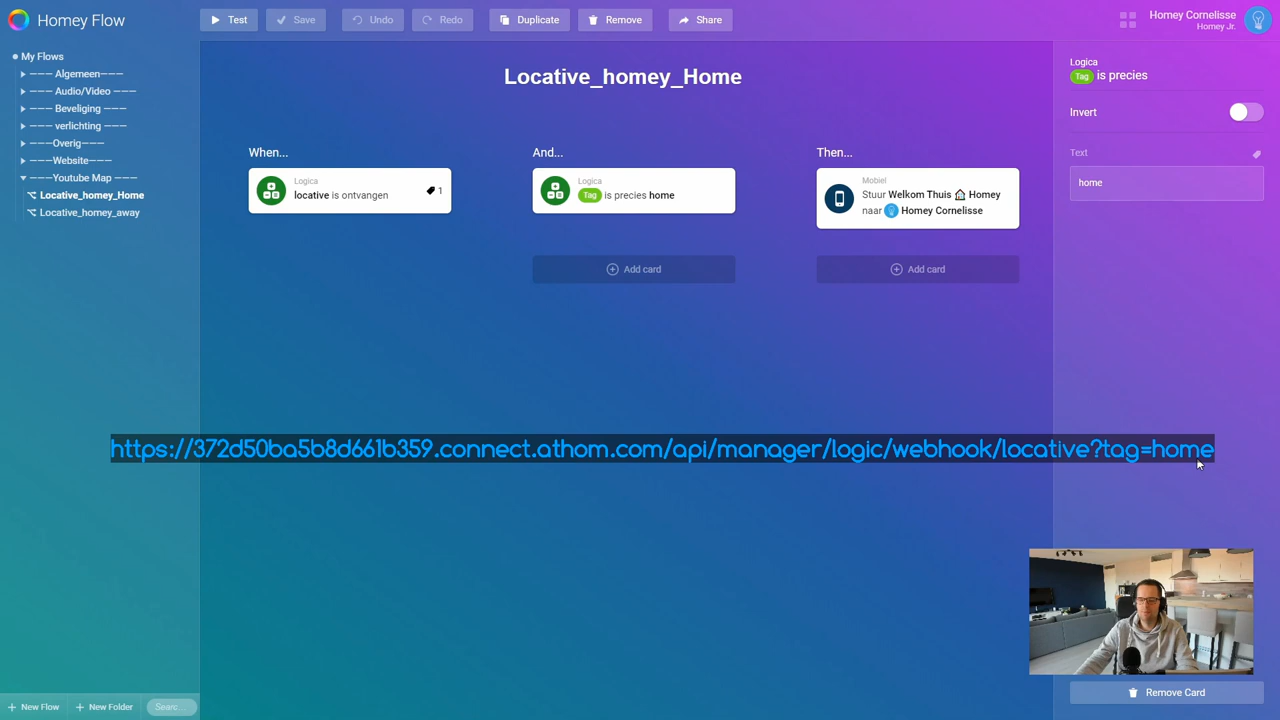 Homey Flow
Test
Save
Undo
Redo
Duplicate
Remove
Share
Homey Cornelisse
Homey Jr.
My Flows
——— Algemeen———
——— Audio/Video ———
——— Beveliging ———
——— verlichting ———
———Overig———
———Website———
———Youtube Map ———
Locative_homey_Home
Locative_homey_away
New Flow
New Folder
Searc...
Locative_homey_Home
When...
Logica
locative is ontvangen
1
And...
Logica
Tag is precies home
Add card
Then...
Mobiel
Stuur Welkom Thuis 🏠 Homey
naar Homey Cornelisse
Add card
https://372d50ba5b8d661b359.connect.athom.com/api/manager/logic/webhook/locative?tag=home
Logica
Tag is precies
Invert
Text
home
Remove Card